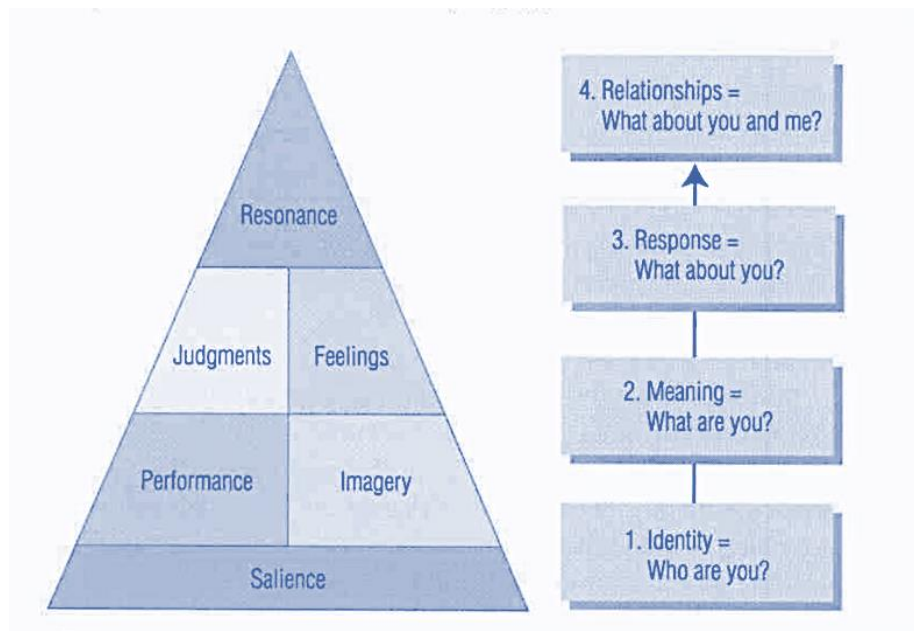 Resonance
Judgments
Feelings
Performance
Imagery
Salience
4. Relationships =
What about you and me?
3. Response =
What about you?
2. Meaning =
What are you?
1. Identity =
Who are you?